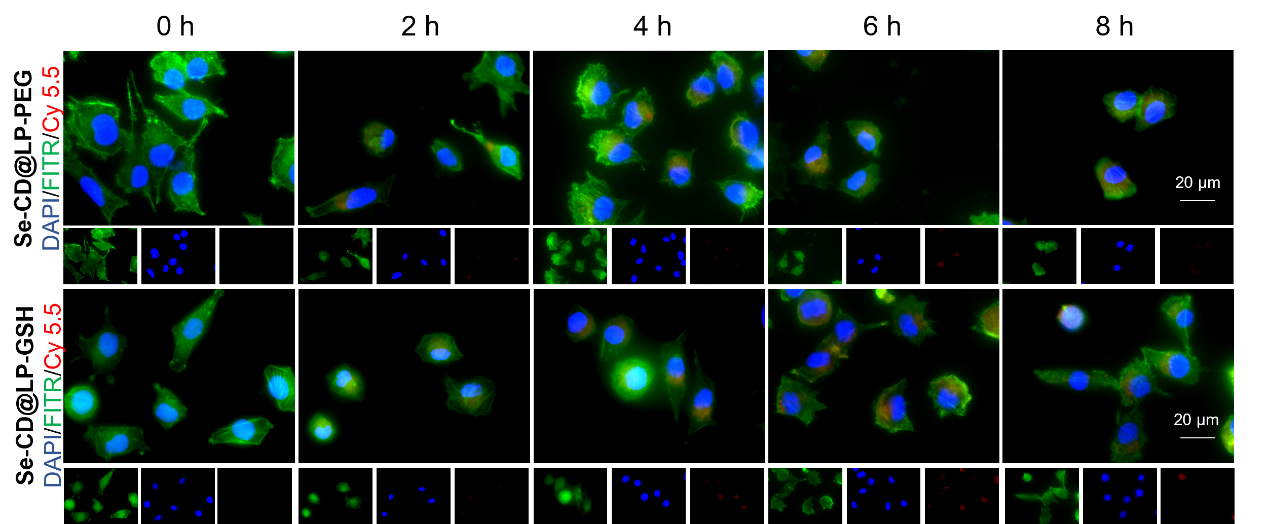 0 h 2 h 4 h 6 h 8 h
Se-CD@LP-PEG
DAPI/FITR/Cy 5.5
20 µm
Se-CD@LP-GSH
DAPI/FITR/Cy 5.5
20 µm